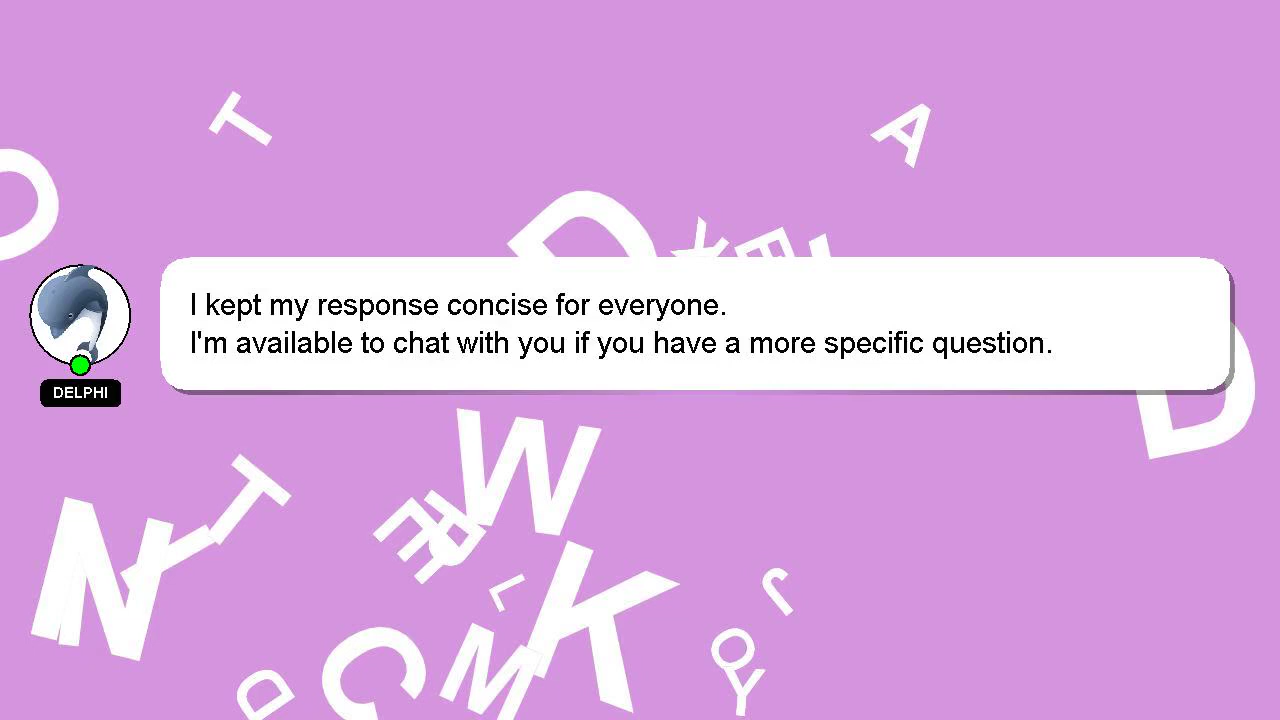 T
A
O
D
K
E
I kept my response concise for everyone.
I'm available to chat with you if you have a more specific question.
DELPHI
D
W
T
N
Y
E
R
L
K
J
C
M
O
Y
D